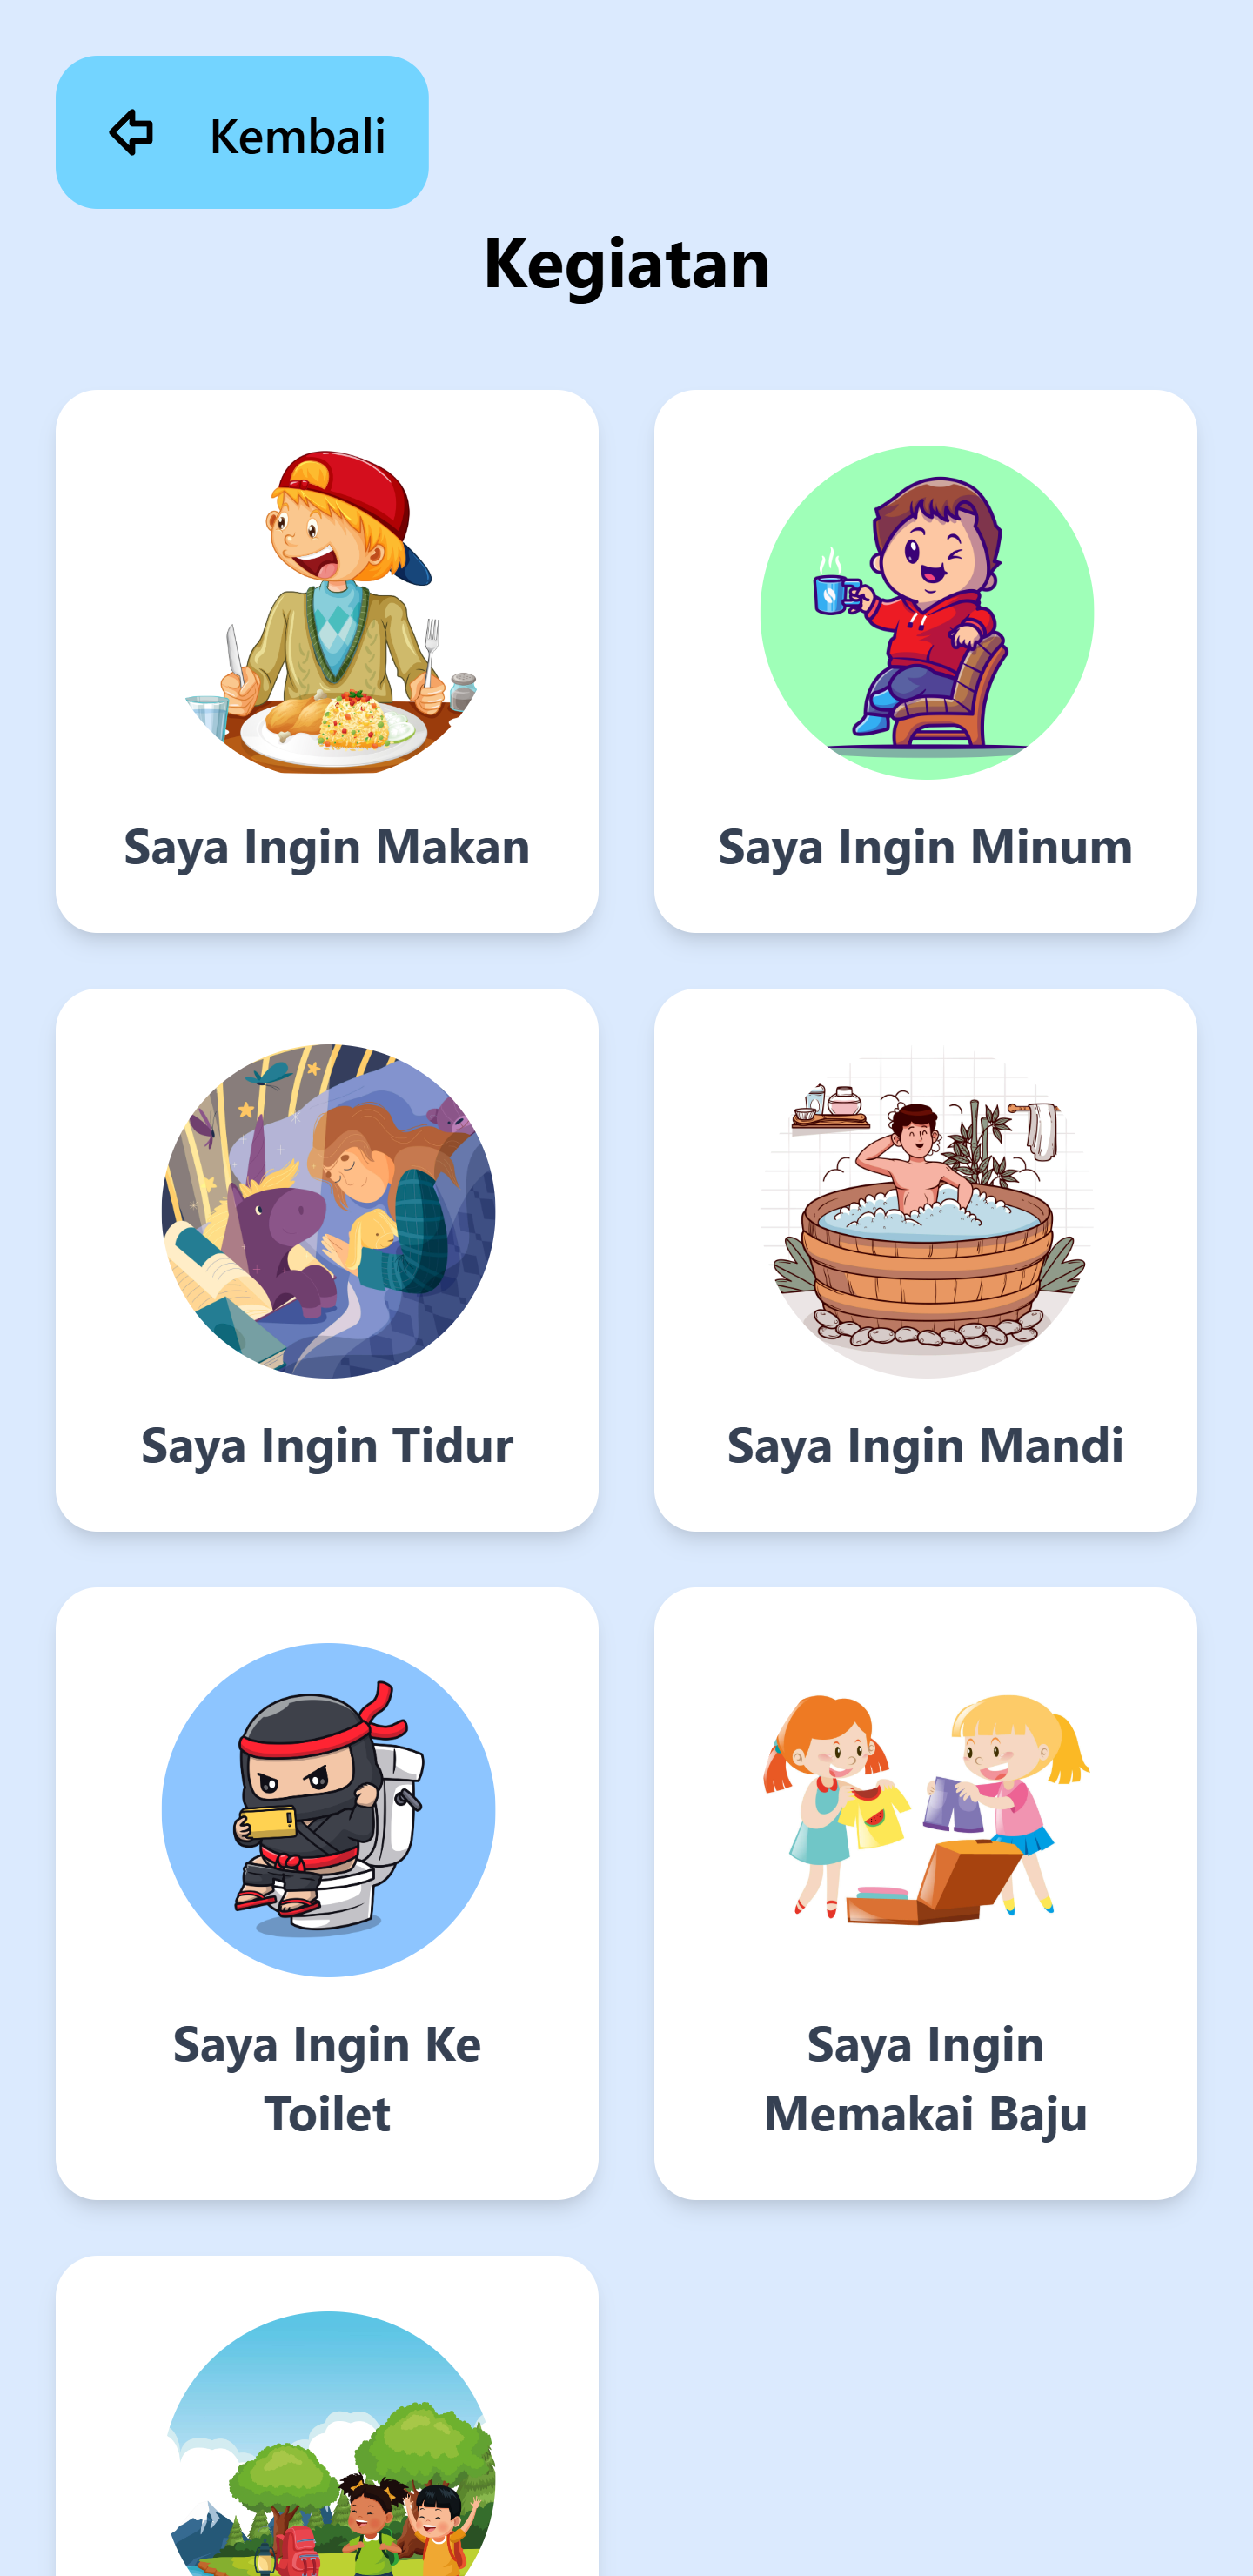 Kembali
Kegiatan
Saya Ingin Makan
Saya Ingin Minum
Saya Ingin Tidur
Saya Ingin Mandi
Saya Ingin Ke
Toilet
Saya Ingin
Memakai Baju